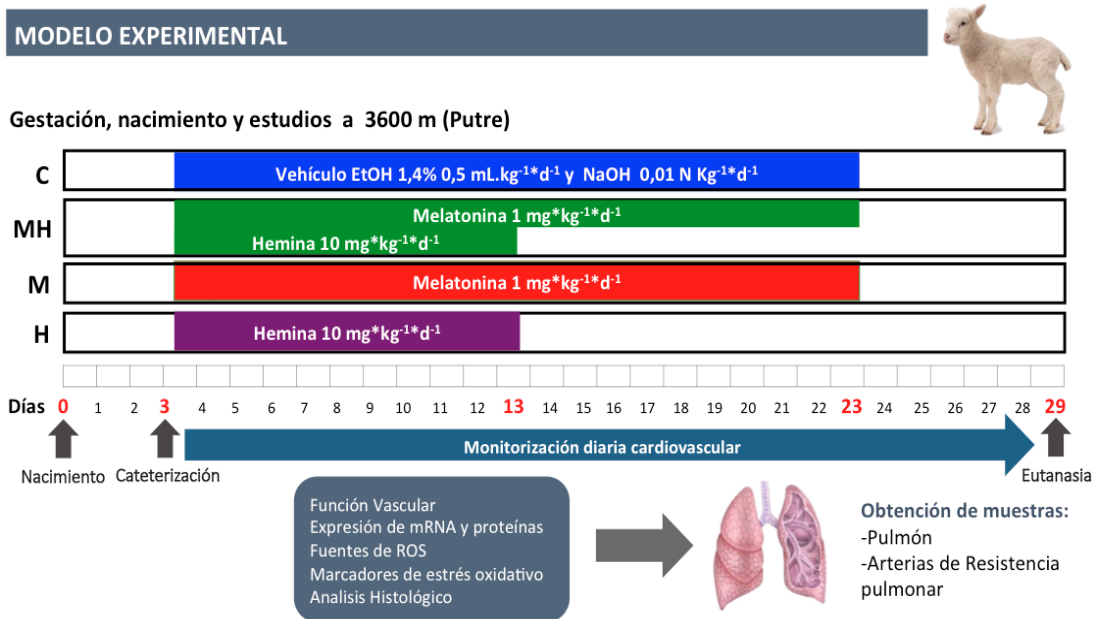 MODELO EXPERIMENTAL
Gestación, nacimiento y estudios a 3600 m (Putre)
C
Vehículo EtOH 1,4% 0,5 mL.kg⁻¹*d⁻¹ y NaOH 0,01 N Kg⁻¹*d⁻¹
MH
Melatonina 1 mg*kg⁻¹*d⁻¹
Hemina 10 mg*kg⁻¹*d⁻¹
M
Melatonina 1 mg*kg⁻¹*d⁻¹
H
Hemina 10 mg*kg⁻¹*d⁻¹
Días 0 1 2 3 4 5 6 7 8 9 10 11 12 13 14 15 16 17 18 19 20 21 22 23 24 25 26 27 28 29
Monitorización diaria cardiovascular
Nacimiento Cateterización Eutanasia
Función Vascular
Expresión de mRNA y proteínas
Fuentes de ROS
Marcadores de estrés oxidativo
Analisis Histológico
Obtención de muestras:
-Pulmón
-Arterias de Resistencia
pulmonar